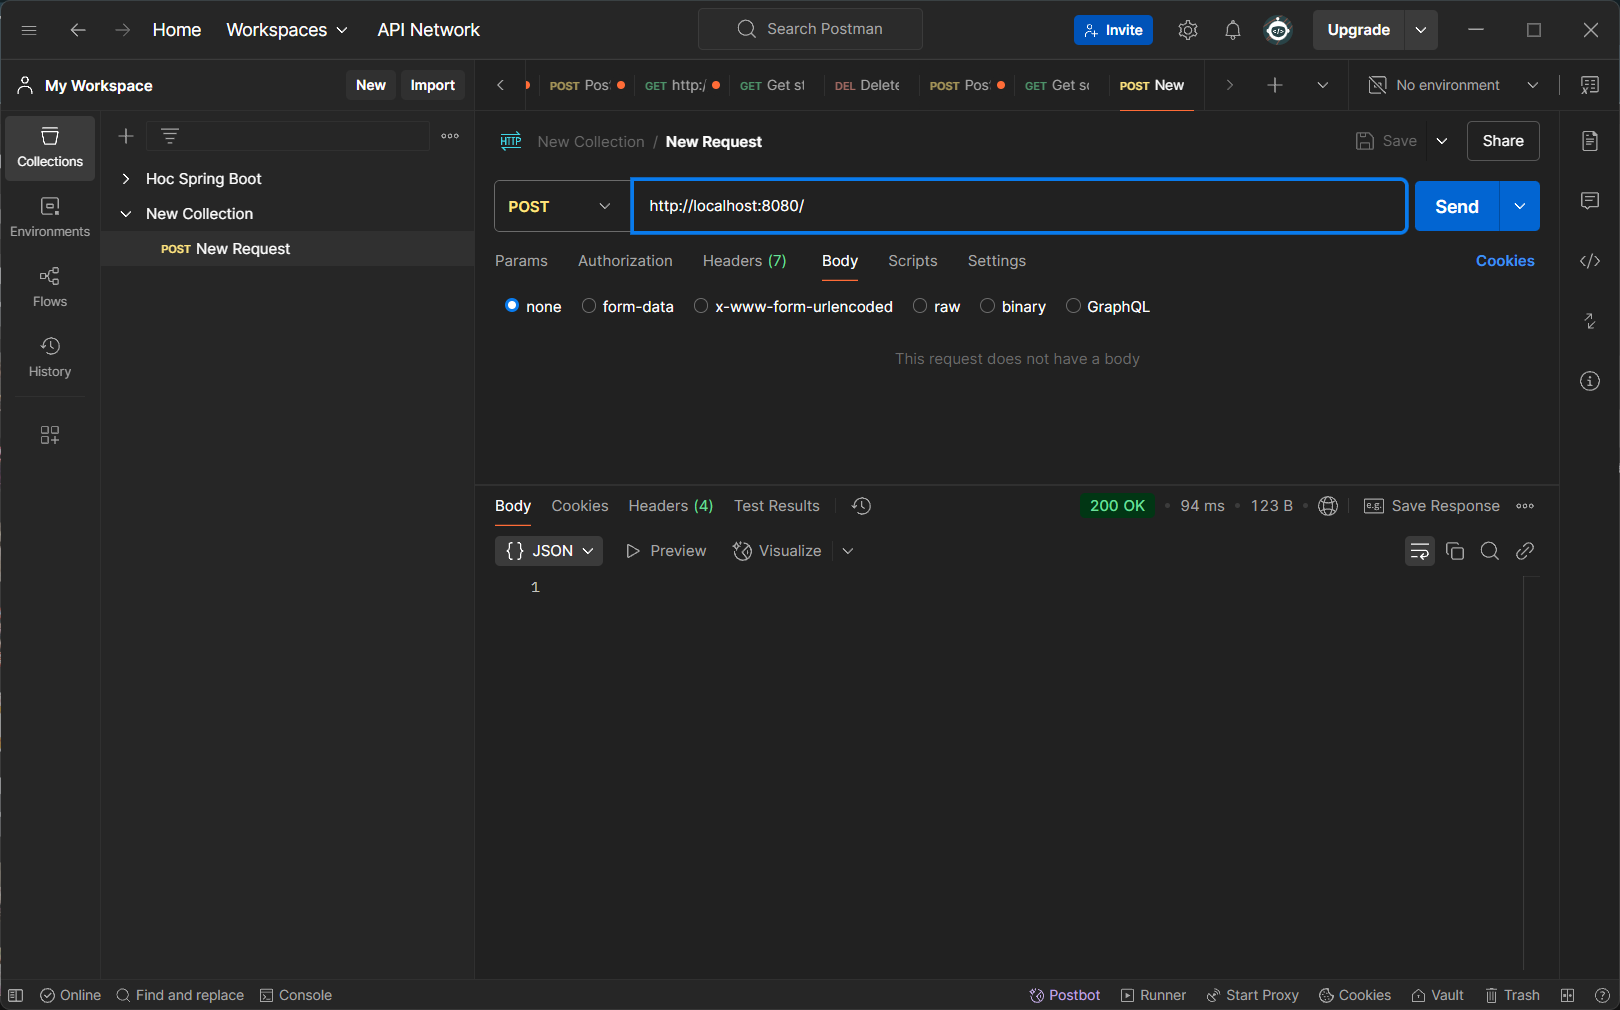 Home Workspaces API Network Search Postman Invite Upgrade
My Workspace New Import POST Pos GET http:/ GET Get st DEL Delete POST Pos GET Get sc POST New No environment
Collections
Environments
Flows
History
Hoc Spring Boot
New Collection
POST New Request
HTTP New Collection / New Request Save Share
POST http://localhost:8080/ Send
Params Authorization Headers (7) Body Scripts Settings Cookies
none form-data x-www-form-urlencoded raw binary GraphQL
This request does not have a body
Body Cookies Headers (4) Test Results 200 OK • 94 ms • 123 B • e.g. Save Response
{} JSON Preview Visualize
1
Online Find and replace Console Postbot Runner Start Proxy Cookies Vault Trash